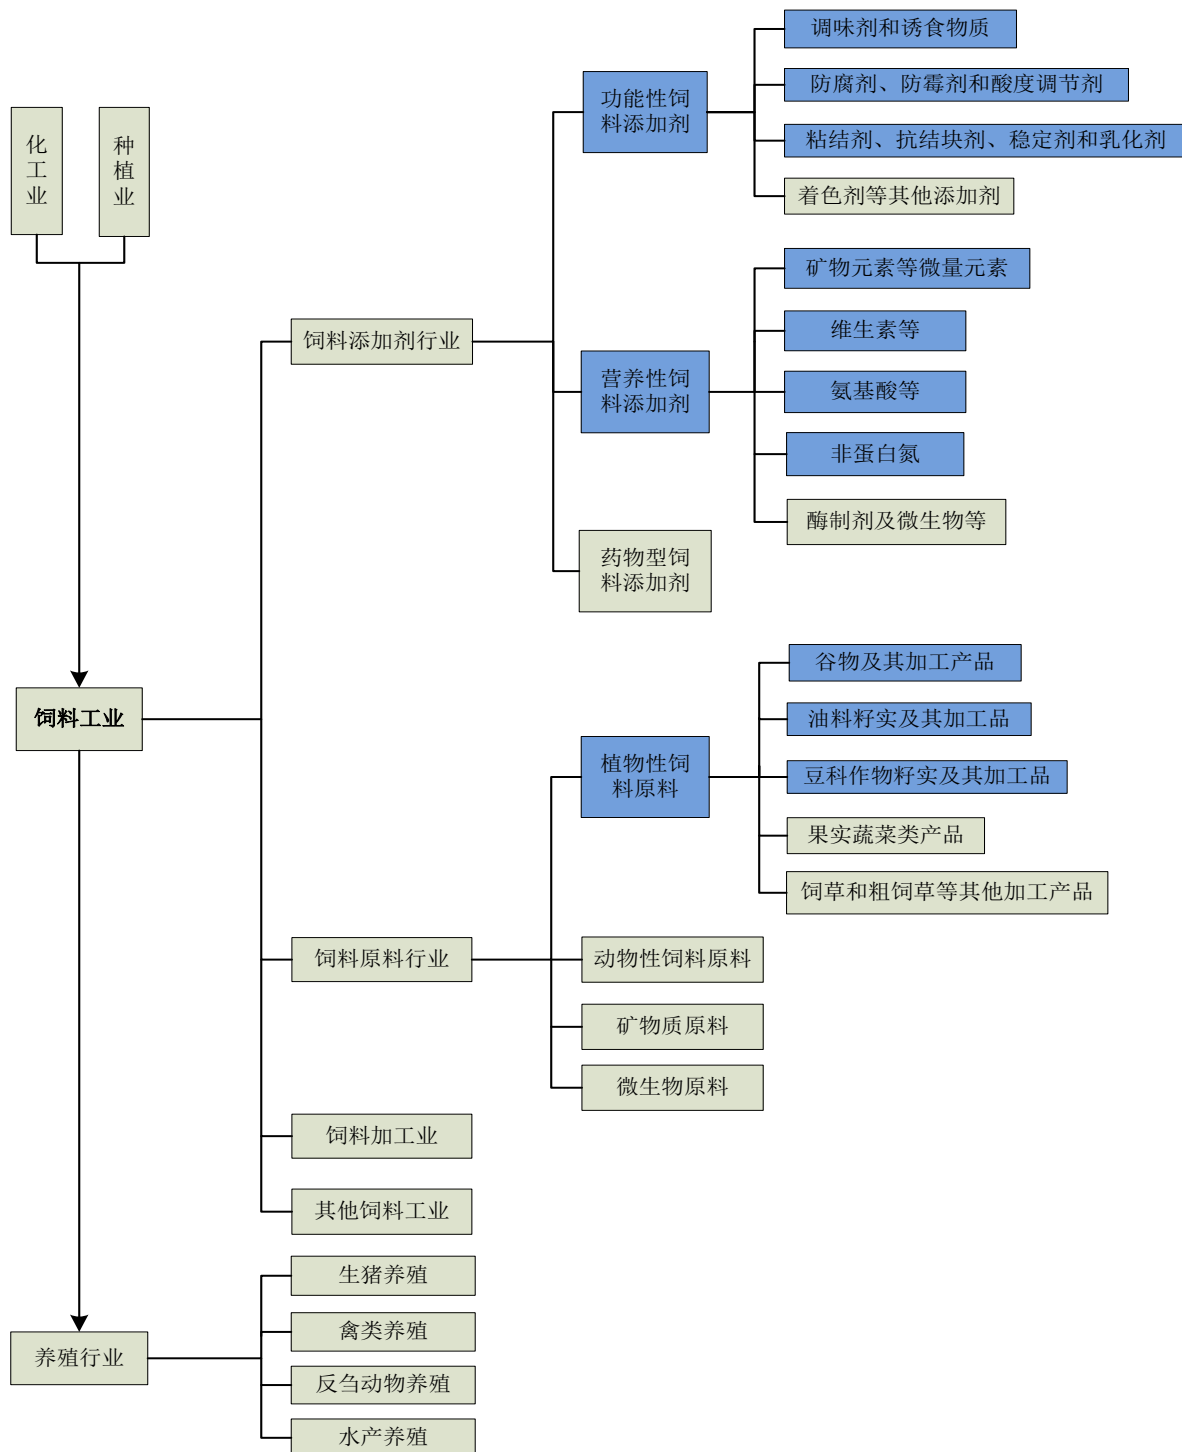 化工业
种植业
调味剂和诱食物质
功能性饲
料添加剂
防腐剂、防霉剂和酸度调节剂
粘结剂、抗结块剂、稳定剂和乳化剂
着色剂等其他添加剂
饲料添加剂行业
矿物元素等微量元素
维生素等
营养性饲
料添加剂
氨基酸等
非蛋白氮
酶制剂及微生物等
药物型饲
料添加剂
饲料工业
谷物及其加工产品
油料籽实及其加工品
植物性饲
料原料
豆科作物籽实及其加工品
果实蔬菜类产品
饲草和粗饲草等其他加工产品
饲料原料行业
动物性饲料原料
矿物质原料
微生物原料
饲料加工业
其他饲料工业
养殖行业
生猪养殖
禽类养殖
反刍动物养殖
水产养殖